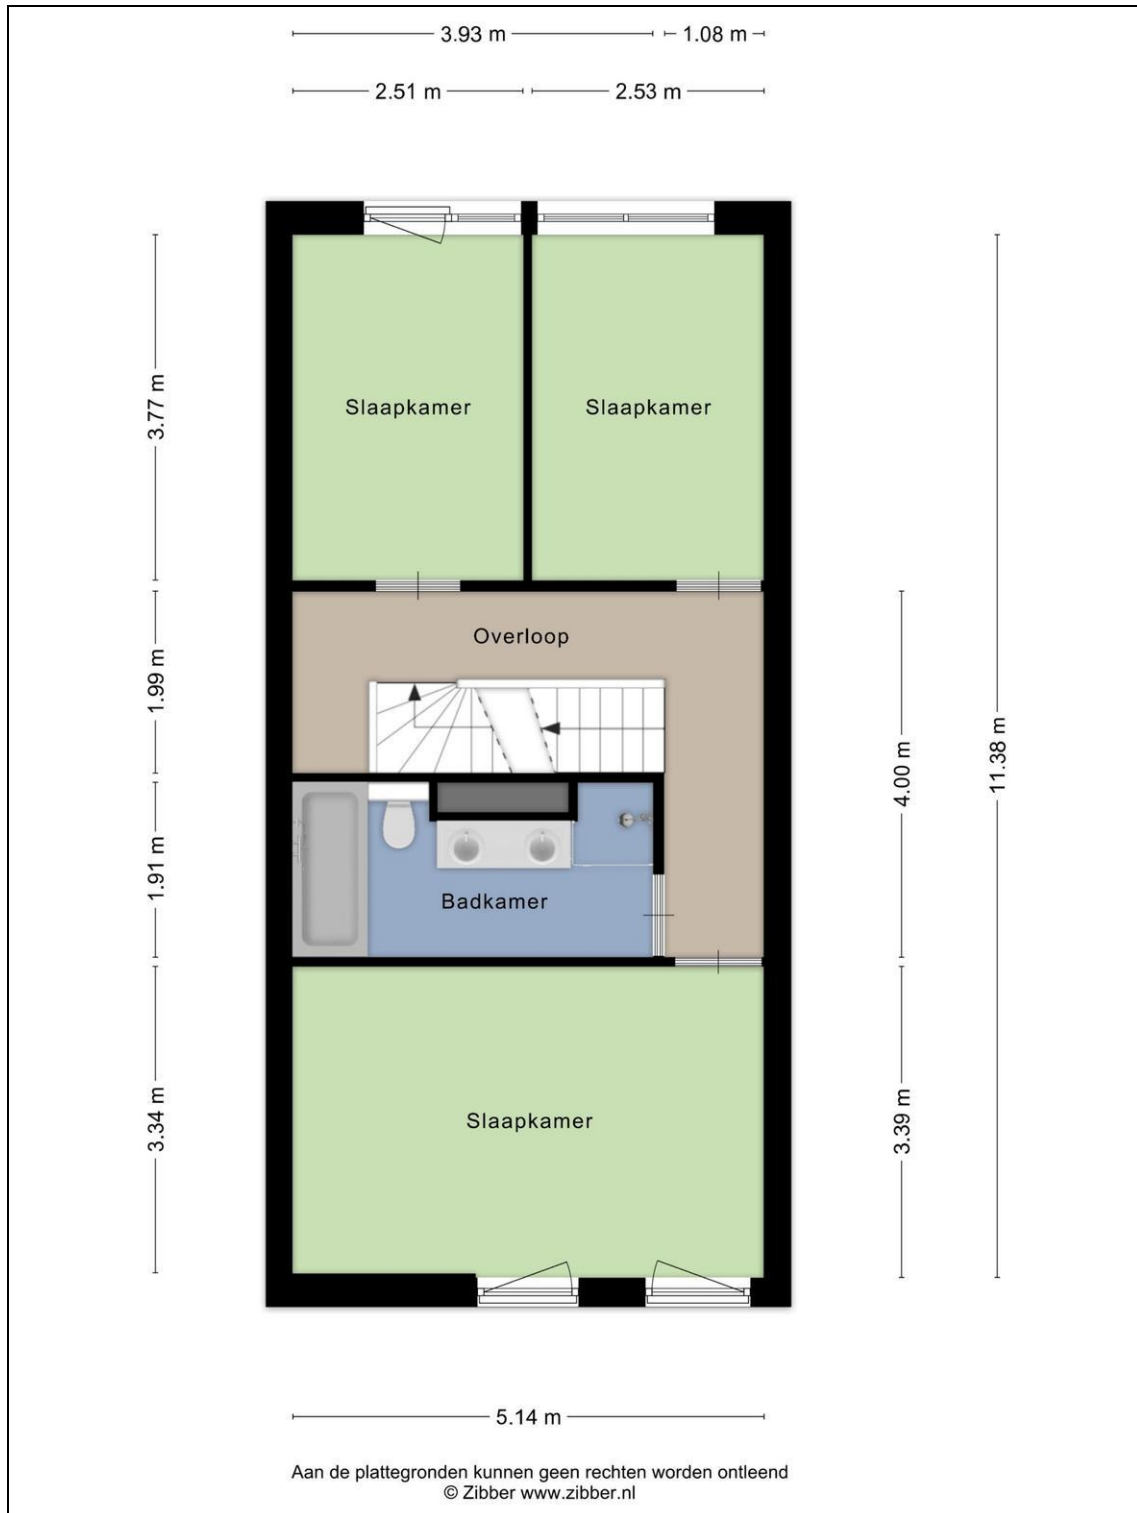 3.93 m
1.08 m
2.51 m
2.53 m
3.77 m
Slaapkamer
Slaapkamer
Overloop
1.99 m
11.38 m
4.00 m
1.91 m
Badkamer
Slaapkamer
3.34 m
3.39 m
5.14 m
Aan de plattegronden kunnen geen rechten worden ontleend
© Zibber www.zibber.nl